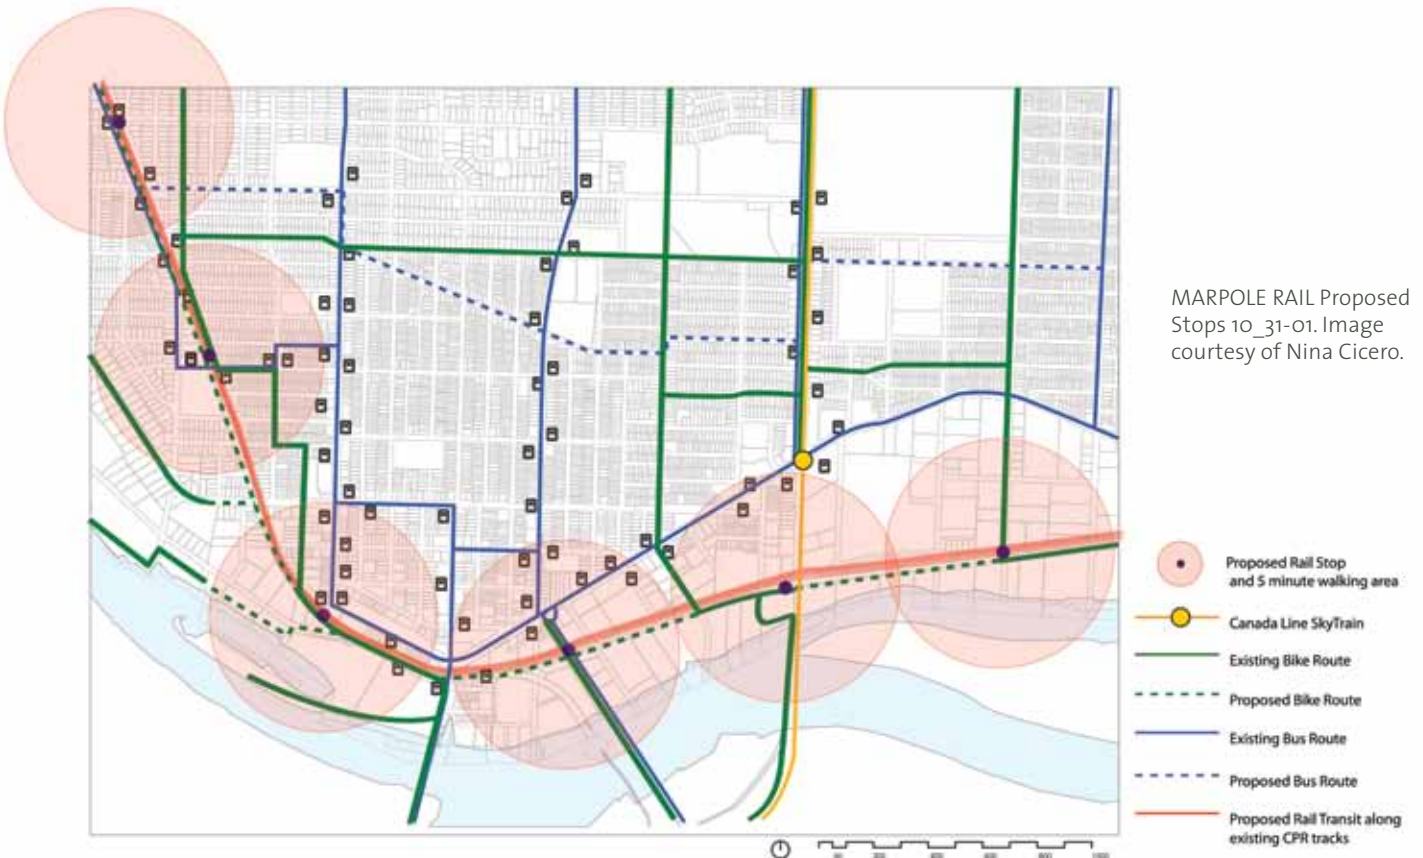 MARPOLE RAIL Proposed
Stops 10_31-01. Image
courtesy of Nina Cicero.
Proposed Rail Stop
and 5 minute walking area
Canada Line SkyTrain
Existing Bike Route
Proposed Bike Route
Existing Bus Route
Proposed Bus Route
Proposed Rail Transit along
existing CPR tracks